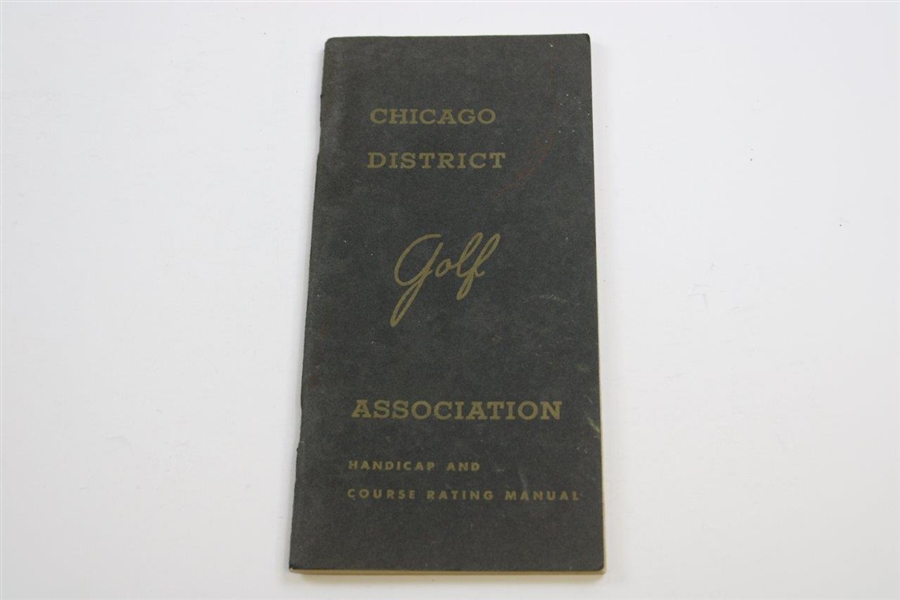 CHICAGO
DISTRICT
Golf
ASSOCIATION
HANDICAP AND
COURSE RATING MANUAL